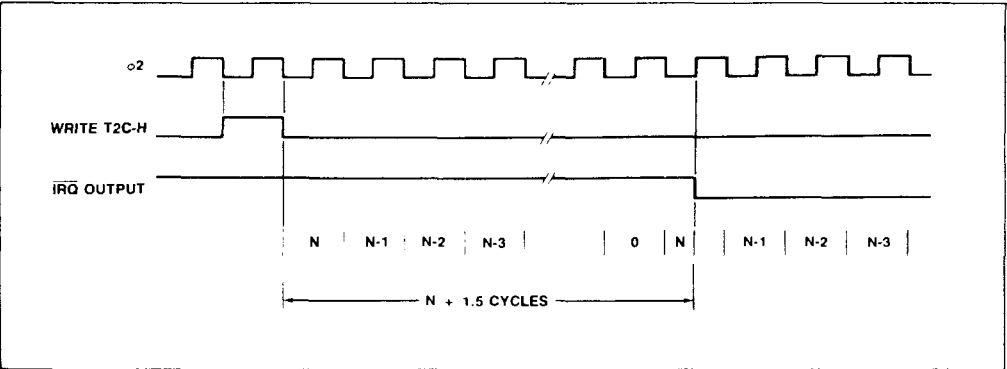 φ2
WRITE T2C-H
IRQ OUTPUT
N N-1 N-2 N-3 0 N N-1 N-2 N-3
N + 1.5 CYCLES